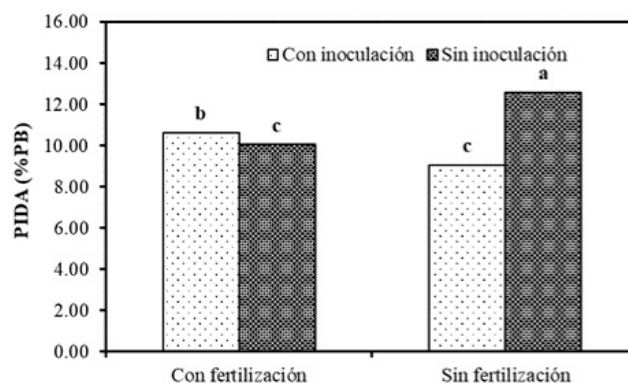 16.00
14.00
12.00
10.00
8.00
6.00
4.00
2.00
0.00
PIDA (%PB)
Con inoculación Sin inoculación
b
c
c
a
Con fertilización Sin fertilización